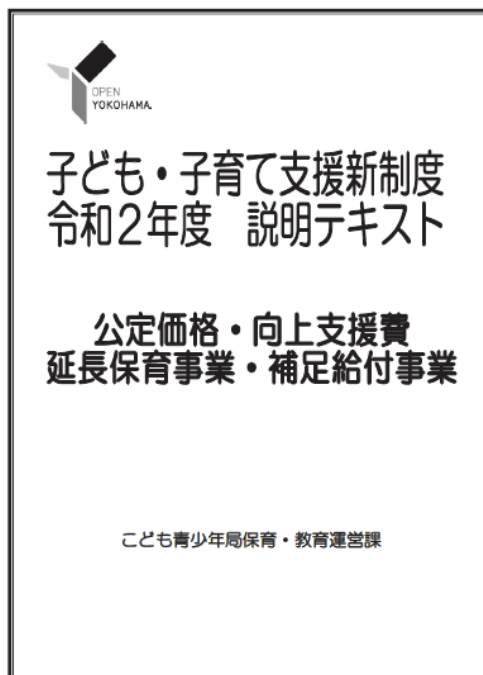 OPEN
YOKOHAMA
子ども・子育て支援新制度
令和2年度 説明テキスト
公定価格・向上支援費
延長保育事業・補足給付事業
こども青少年局保育・教育運営課